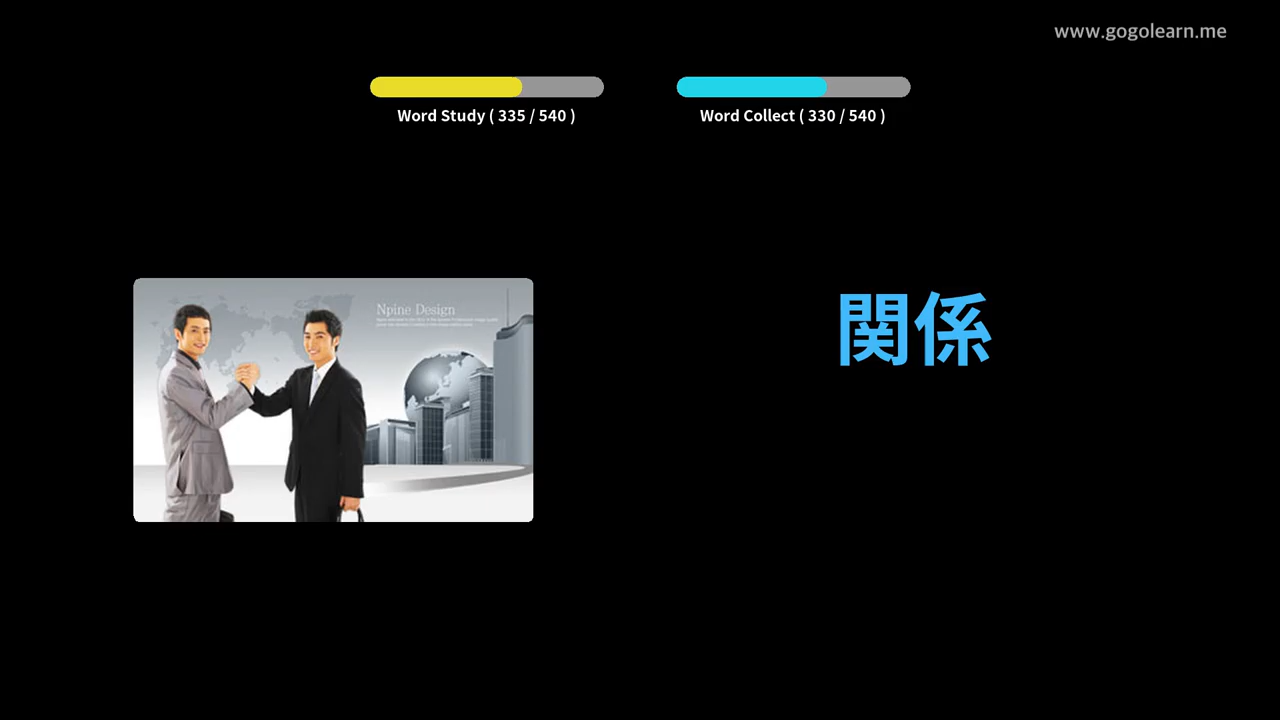 www.gogolearn.me
Word Study ( 335 / 540 )
Word Collect ( 330 / 540 )
Npine Design
関係